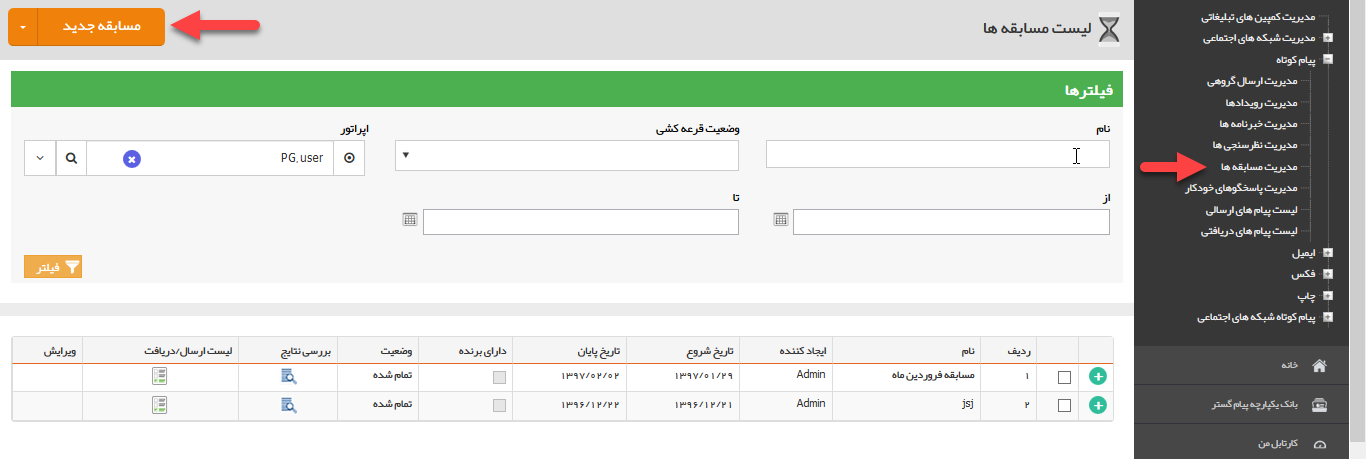 لیست مسابقه ها
مسابقه جدید
فیلترها
نام
وضعیت قرعه کشی
اپراتور
PG, user
از
تا
فیلتر
ردیف نام ایجاد کننده تاریخ شروع تاریخ پایان دارای برنده وضعیت بررسی نتایج لیست ارسال/دریافت ویرایش
۱ مسابقه فروردین ماه Admin ۱۳۹۷/۰۱/۲۹ ۱۳۹۷/۰۲/۰۲ تمام شده
۲ jsj Admin ۱۳۹۶/۱۲/۲۱ ۱۳۹۶/۱۲/۲۲ تمام شده
مدیریت کمپین های تبلیغاتی
مدیریت شبکه های اجتماعی
پیام کوتاه
مدیریت ارسال گروهی
مدیریت رویدادها
مدیریت خبرنامه ها
مدیریت نظرسنجی ها
مدیریت مسابقه ها
مدیریت پاسخگوهای خودکار
لیست پیام های ارسالی
لیست پیام های دریافتی
ایمیل
فکس
چاپ
پیام کوتاه شبکه های اجتماعی
خانه
بانک یکپارچه پیام گستر
کارتابل من